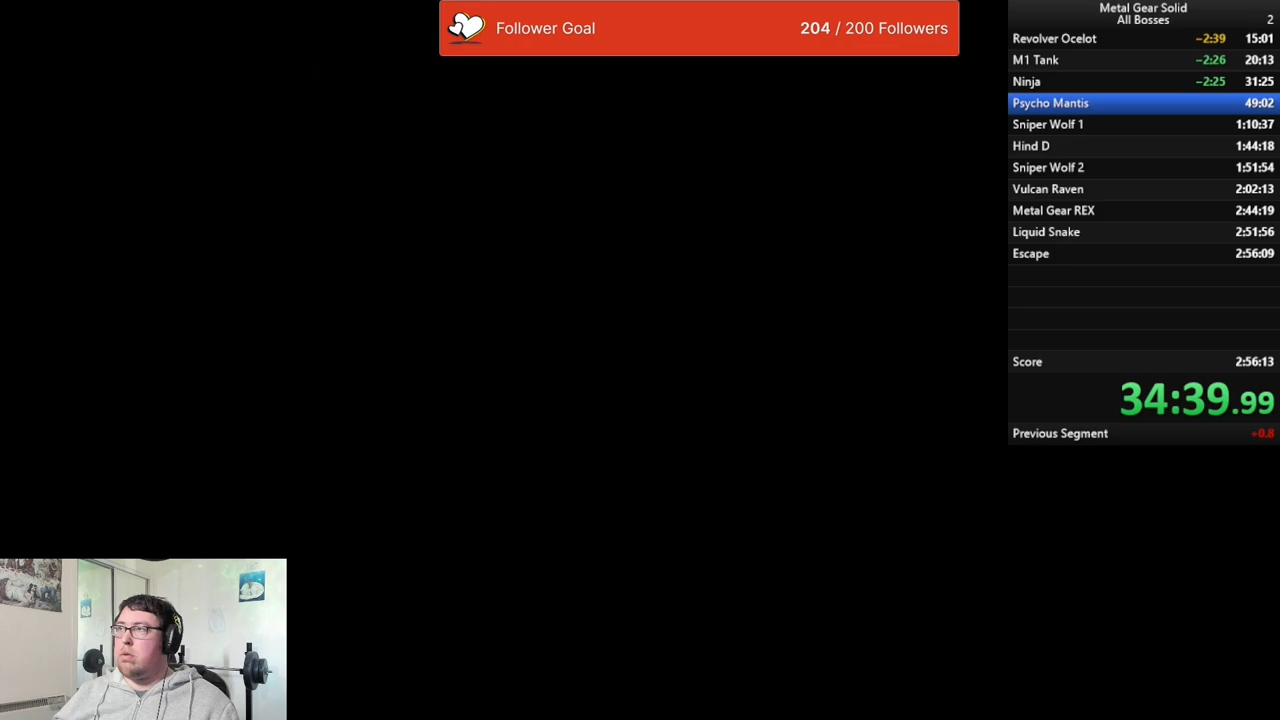 Follower Goal 204 / 200 Followers
Metal Gear Solid
All Bosses 2
Revolver Ocelot −2:39 15:01
M1 Tank −2:26 20:13
Ninja −2:25 31:25
Psycho Mantis 49:02
Sniper Wolf 1 1:10:37
Hind D 1:44:18
Sniper Wolf 2 1:51:54
Vulcan Raven 2:02:13
Metal Gear REX 2:44:19
Liquid Snake 2:51:56
Escape 2:56:09
Score 2:56:13
34:39.99
Previous Segment +0.8